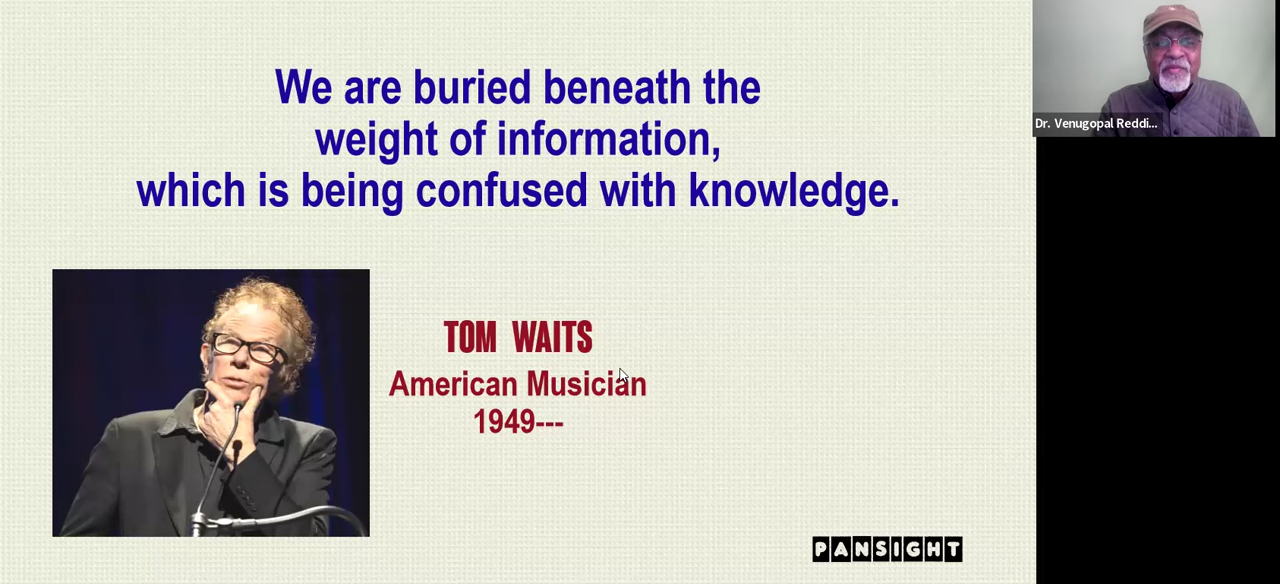 We are buried beneath the
weight of information,
which is being confused with knowledge.
TOM WAITS
American Musician
1949---
PANSIGHT
Dr. Venugopal Reddi...